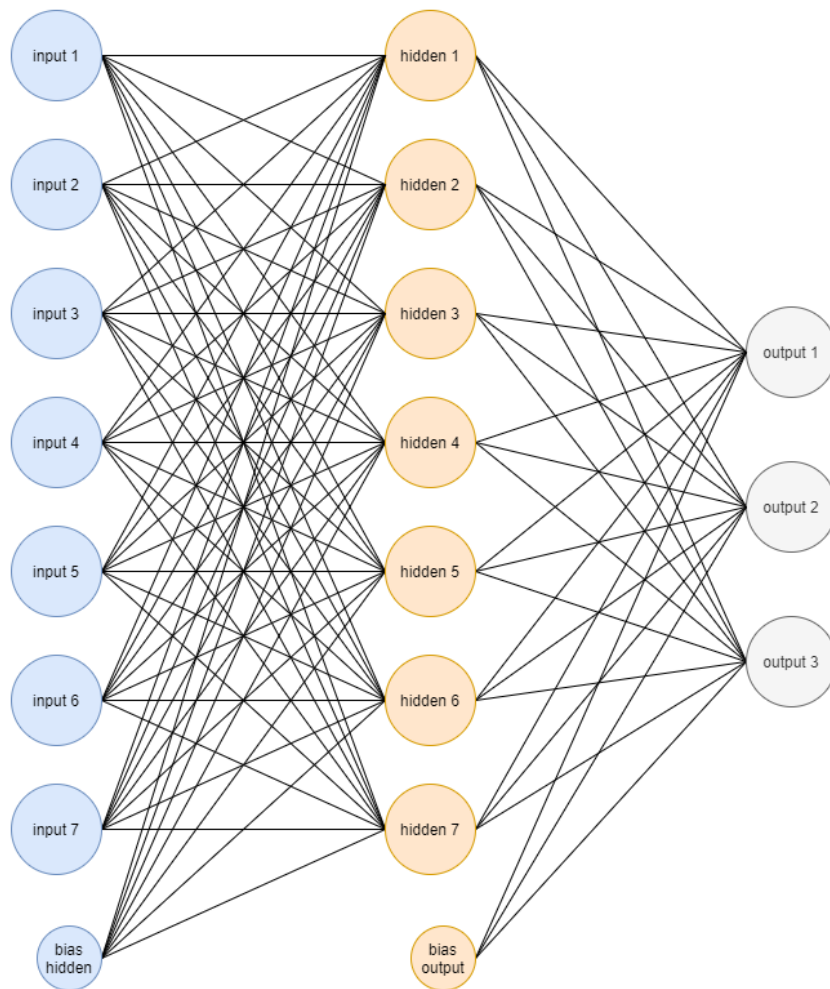 input 1
input 2
input 3
input 4
input 5
input 6
input 7
bias
hidden
hidden 1
hidden 2
hidden 3
hidden 4
hidden 5
hidden 6
hidden 7
bias
output
output 1
output 2
output 3